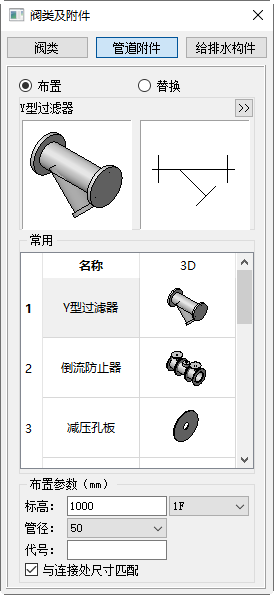 阀类及附件
阀类 管道附件 给排水构件
布置 替换
Y型过滤器 >>
常用
名称 3D
1 Y型过滤器
2 倒流防止器
3 减压孔板
布置参数（mm）
标高： 1000 1F
管径： 50
代号：
与连接处尺寸匹配